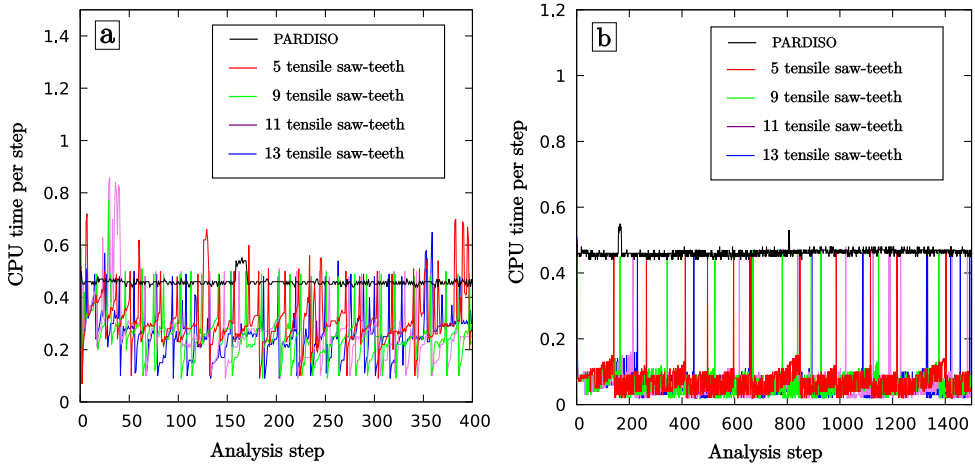 a
PARDISO
5 tensile saw-teeth
9 tensile saw-teeth
11 tensile saw-teeth
13 tensile saw-teeth
CPU time per step
1.4
1.2
1
0.8
0.6
0.4
0.2
0
0 50 100 150 200 250 300 350 400
Analysis step
b
PARDISO
5 tensile saw-teeth
9 tensile saw-teeth
11 tensile saw-teeth
13 tensile saw-teeth
CPU time per step
1.2
1
0.8
0.6
0.4
0.2
0
0 200 400 600 800 1000 1200 1400
Analysis step